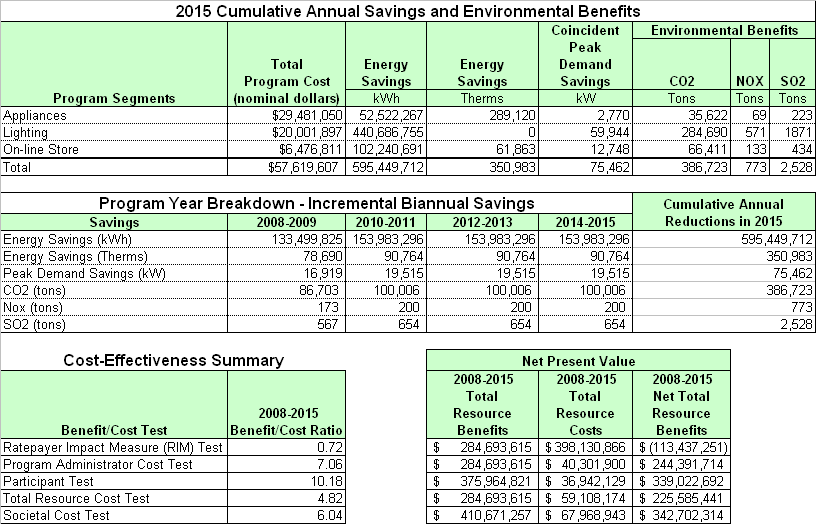 2015 Cumulative Annual Savings and Environmental Benefits
Program Segments Total Program Cost (nominal dollars) Energy Savings Energy Savings Coincident Peak Demand Savings Environmental Benefits
CO2 NOX SO2
kWh Therms kW Tons Tons Tons
Appliances $29,481,050 52,522,267 289,120 2,770 35,622 69 223
Lighting $20,001,897 440,686,755 0 59,944 284,690 571 1871
On-line Store $6,476,811 102,240,691 61,863 12,748 66,411 133 434
Total $57,619,607 595,449,712 350,983 75,462 386,723 773 2,528
Program Year Breakdown - Incremental Biannual Savings Cumulative Annual Reductions in 2015
Savings 2008-2009 2010-2011 2012-2013 2014-2015
Energy Savings (kWh) 133,499,825 153,983,296 153,983,296 153,983,296 595,449,712
Energy Savings (Therms) 78,690 90,764 90,764 90,764 350,983
Peak Demand Savings (kW) 16,919 19,515 19,515 19,515 75,462
CO2 (tons) 86,703 100,006 100,006 100,006 386,723
Nox (tons) 173 200 200 200 773
SO2 (tons) 567 654 654 654 2,528
Cost-Effectiveness Summary Net Present Value
Benefit/Cost Test 2008-2015 Benefit/Cost Ratio 2008-2015 Total Resource Benefits 2008-2015 Total Resource Costs 2008-2015 Net Total Resource Benefits
Ratepayer Impact Measure (RIM) Test 0.72 $ 284,693,615 $ 398,130,866 $ (113,437,251)
Program Administrator Cost Test 7.06 $ 284,693,615 $ 40,301,900 $ 244,391,714
Participant Test 10.18 $ 375,964,821 $ 36,942,129 $ 339,022,692
Total Resource Cost Test 4.82 $ 284,693,615 $ 59,108,174 $ 225,585,441
Societal Cost Test 6.04 $ 410,671,257 $ 67,968,943 $ 342,702,314